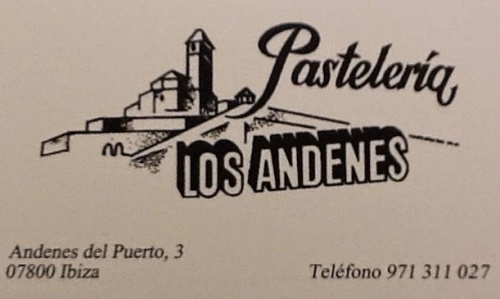 Pastelería
LOS ANDENES
Andenes del Puerto, 3
07800 Ibiza
Teléfono 971 311 027